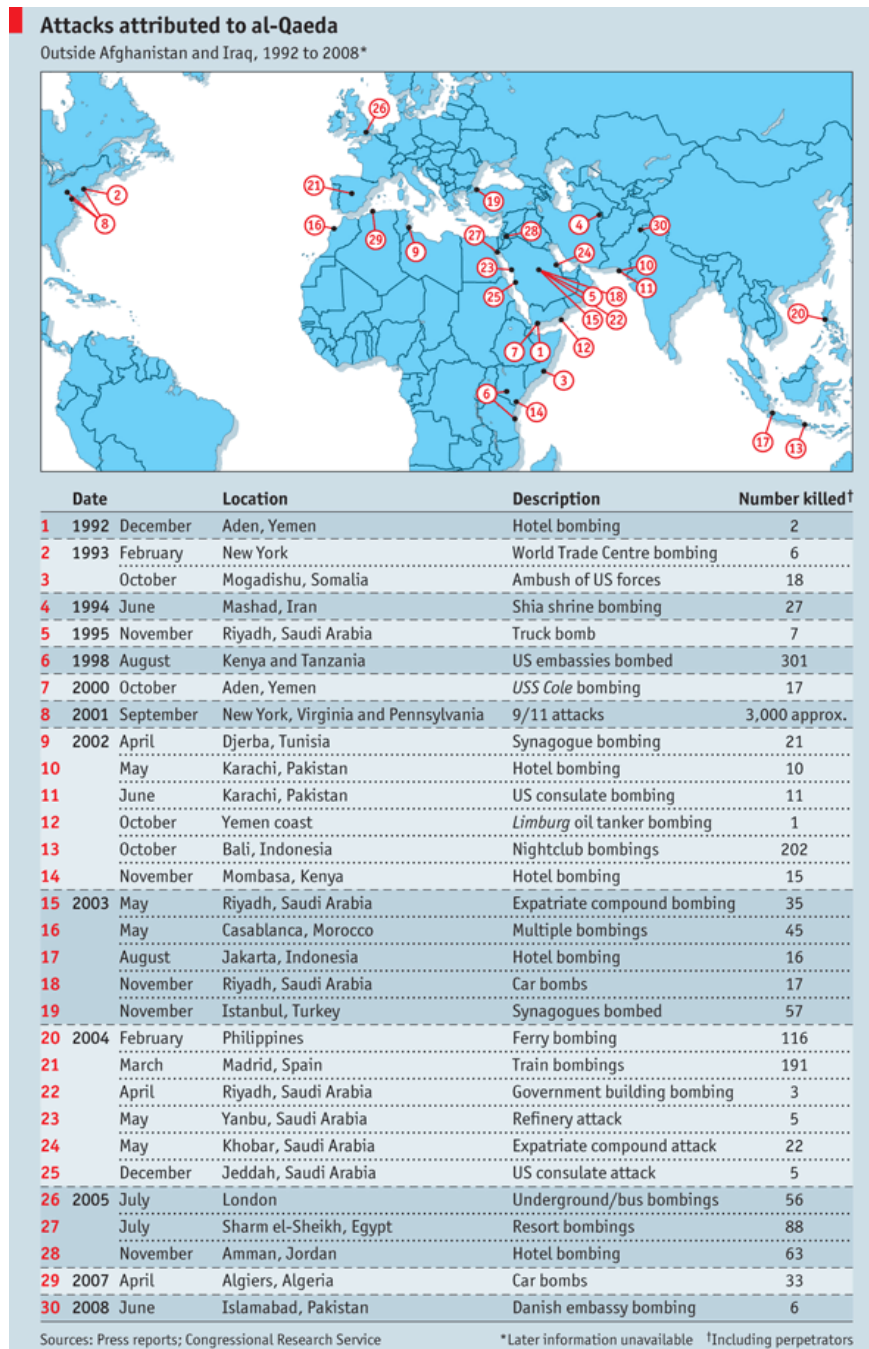 Attacks attributed to al-Qaeda
Outside Afghanistan and Iraq, 1992 to 2008*
26
2
8
21
16
29
9
19
27
28
23
25
24
4
30
10
11
5
18
15
22
7
1
12
3
6
14
20
17
13
Date Location Description Number killed†
1 1992 December Aden, Yemen Hotel bombing 2
2 1993 February New York World Trade Centre bombing 6
3 October Mogadishu, Somalia Ambush of US forces 18
4 1994 June Mashad, Iran Shia shrine bombing 27
5 1995 November Riyadh, Saudi Arabia Truck bomb 7
6 1998 August Kenya and Tanzania US embassies bombed 301
7 2000 October Aden, Yemen USS Cole bombing 17
8 2001 September New York, Virginia and Pennsylvania 9/11 attacks 3,000 approx.
9 2002 April Djerba, Tunisia Synagogue bombing 21
10 May Karachi, Pakistan Hotel bombing 10
11 June Karachi, Pakistan US consulate bombing 11
12 October Yemen coast Limburg oil tanker bombing 1
13 October Bali, Indonesia Nightclub bombings 202
14 November Mombasa, Kenya Hotel bombing 15
15 2003 May Riyadh, Saudi Arabia Expatriate compound bombing 35
16 May Casablanca, Morocco Multiple bombings 45
17 August Jakarta, Indonesia Hotel bombing 16
18 November Riyadh, Saudi Arabia Car bombs 17
19 November Istanbul, Turkey Synagogues bombed 57
20 2004 February Philippines Ferry bombing 116
21 March Madrid, Spain Train bombings 191
22 April Riyadh, Saudi Arabia Government building bombing 3
23 May Yanbu, Saudi Arabia Refinery attack 5
24 May Khobar, Saudi Arabia Expatriate compound attack 22
25 December Jeddah, Saudi Arabia US consulate attack 5
26 2005 July London Underground/bus bombings 56
27 July Sharm el-Sheikh, Egypt Resort bombings 88
28 November Amman, Jordan Hotel bombing 63
29 2007 April Algiers, Algeria Car bombs 33
30 2008 June Islamabad, Pakistan Danish embassy bombing 6
Sources: Press reports; Congressional Research Service *Later information unavailable †Including perpetrators